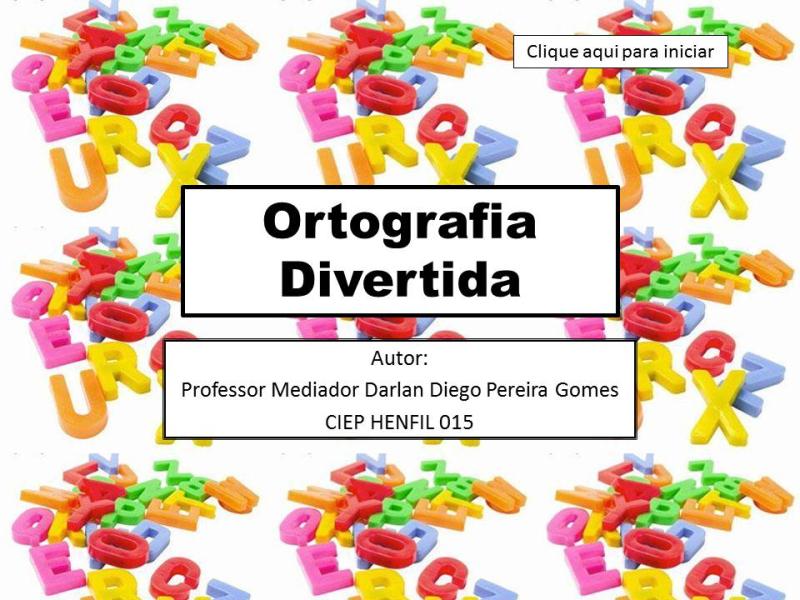 Clique aqui para iniciar
Ortografia
Divertida
Autor:
Professor Mediador Darlan Diego Pereira Gomes
CIEP HENFIL 015